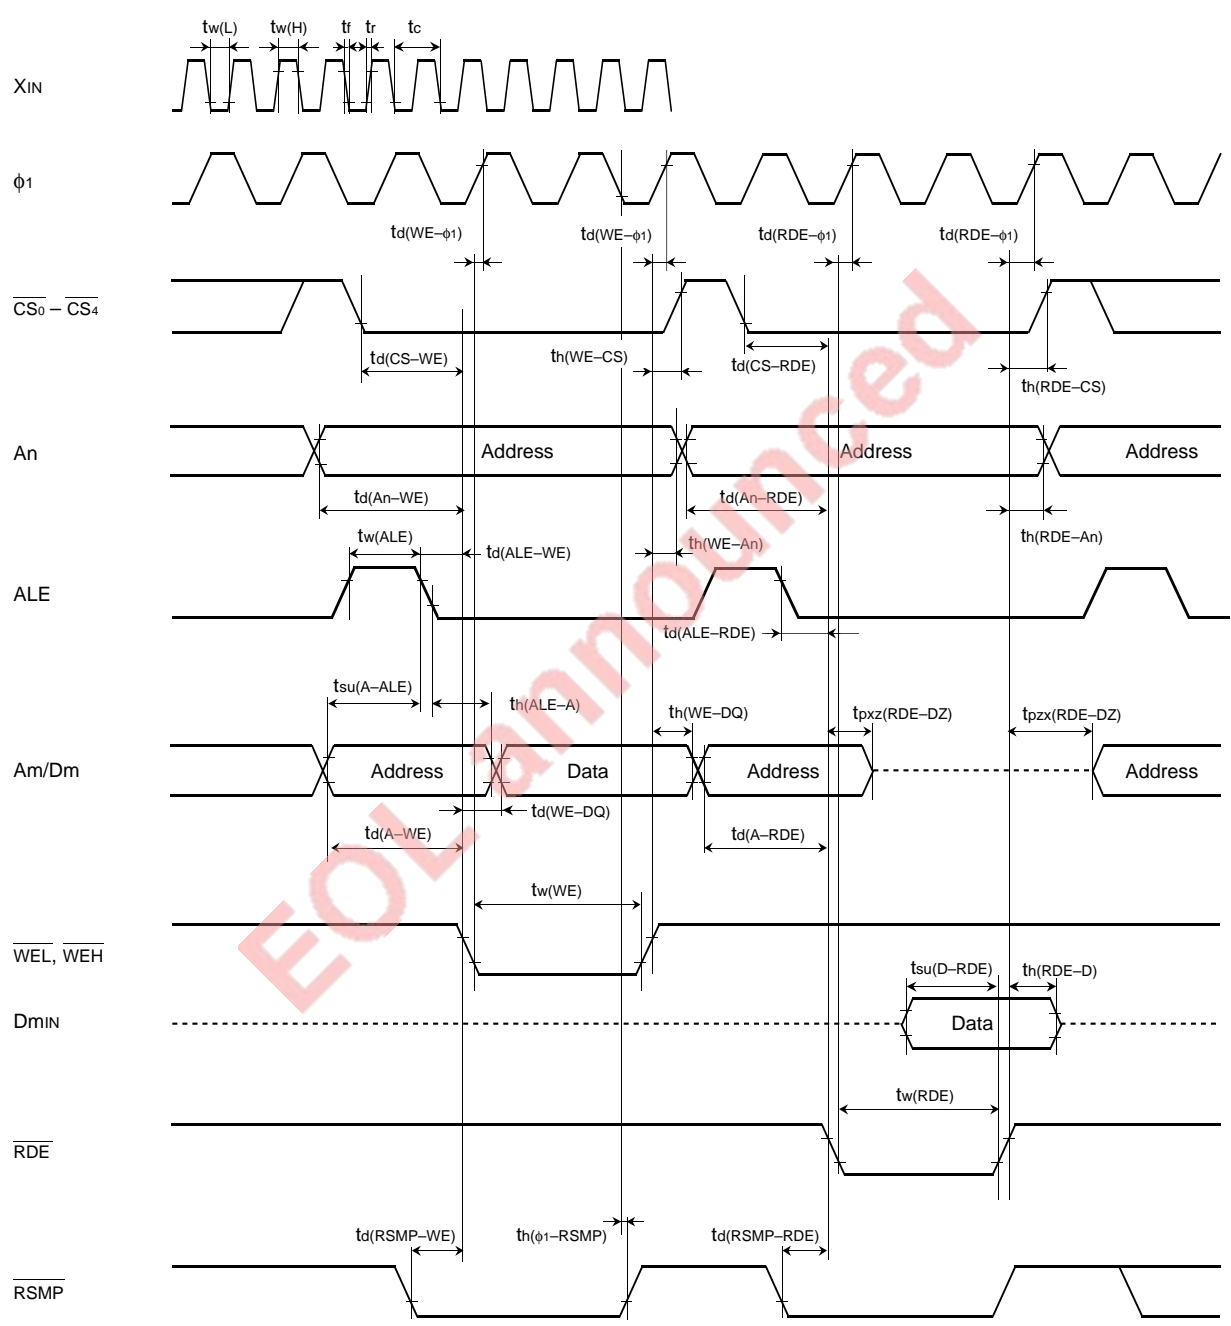 tw(L) tw(H) tf tr tc
XIN
ϕ1
td(WE–ϕ1) td(WE–ϕ1) td(RDE–ϕ1) td(RDE–ϕ1)
CS0 – CS4
td(CS–WE) th(WE–CS) td(CS–RDE) th(RDE–CS)
An Address Address Address
td(An–WE) td(An–RDE)
tw(ALE) td(ALE–WE) th(WE–An) th(RDE–An)
ALE
td(ALE–RDE)
tsu(A–ALE) th(ALE–A) th(WE–DQ) tpxz(RDE–DZ) tpzx(RDE–DZ)
Am/Dm Address Data Address Address
td(WE–DQ)
td(A–WE) td(A–RDE)
tw(WE)
WEL, WEH
tsu(D–RDE) th(RDE–D)
DmIN Data
tw(RDE)
RDE
td(RSMP–WE) th(ϕ1–RSMP) td(RSMP–RDE)
RSMP
EOL announced